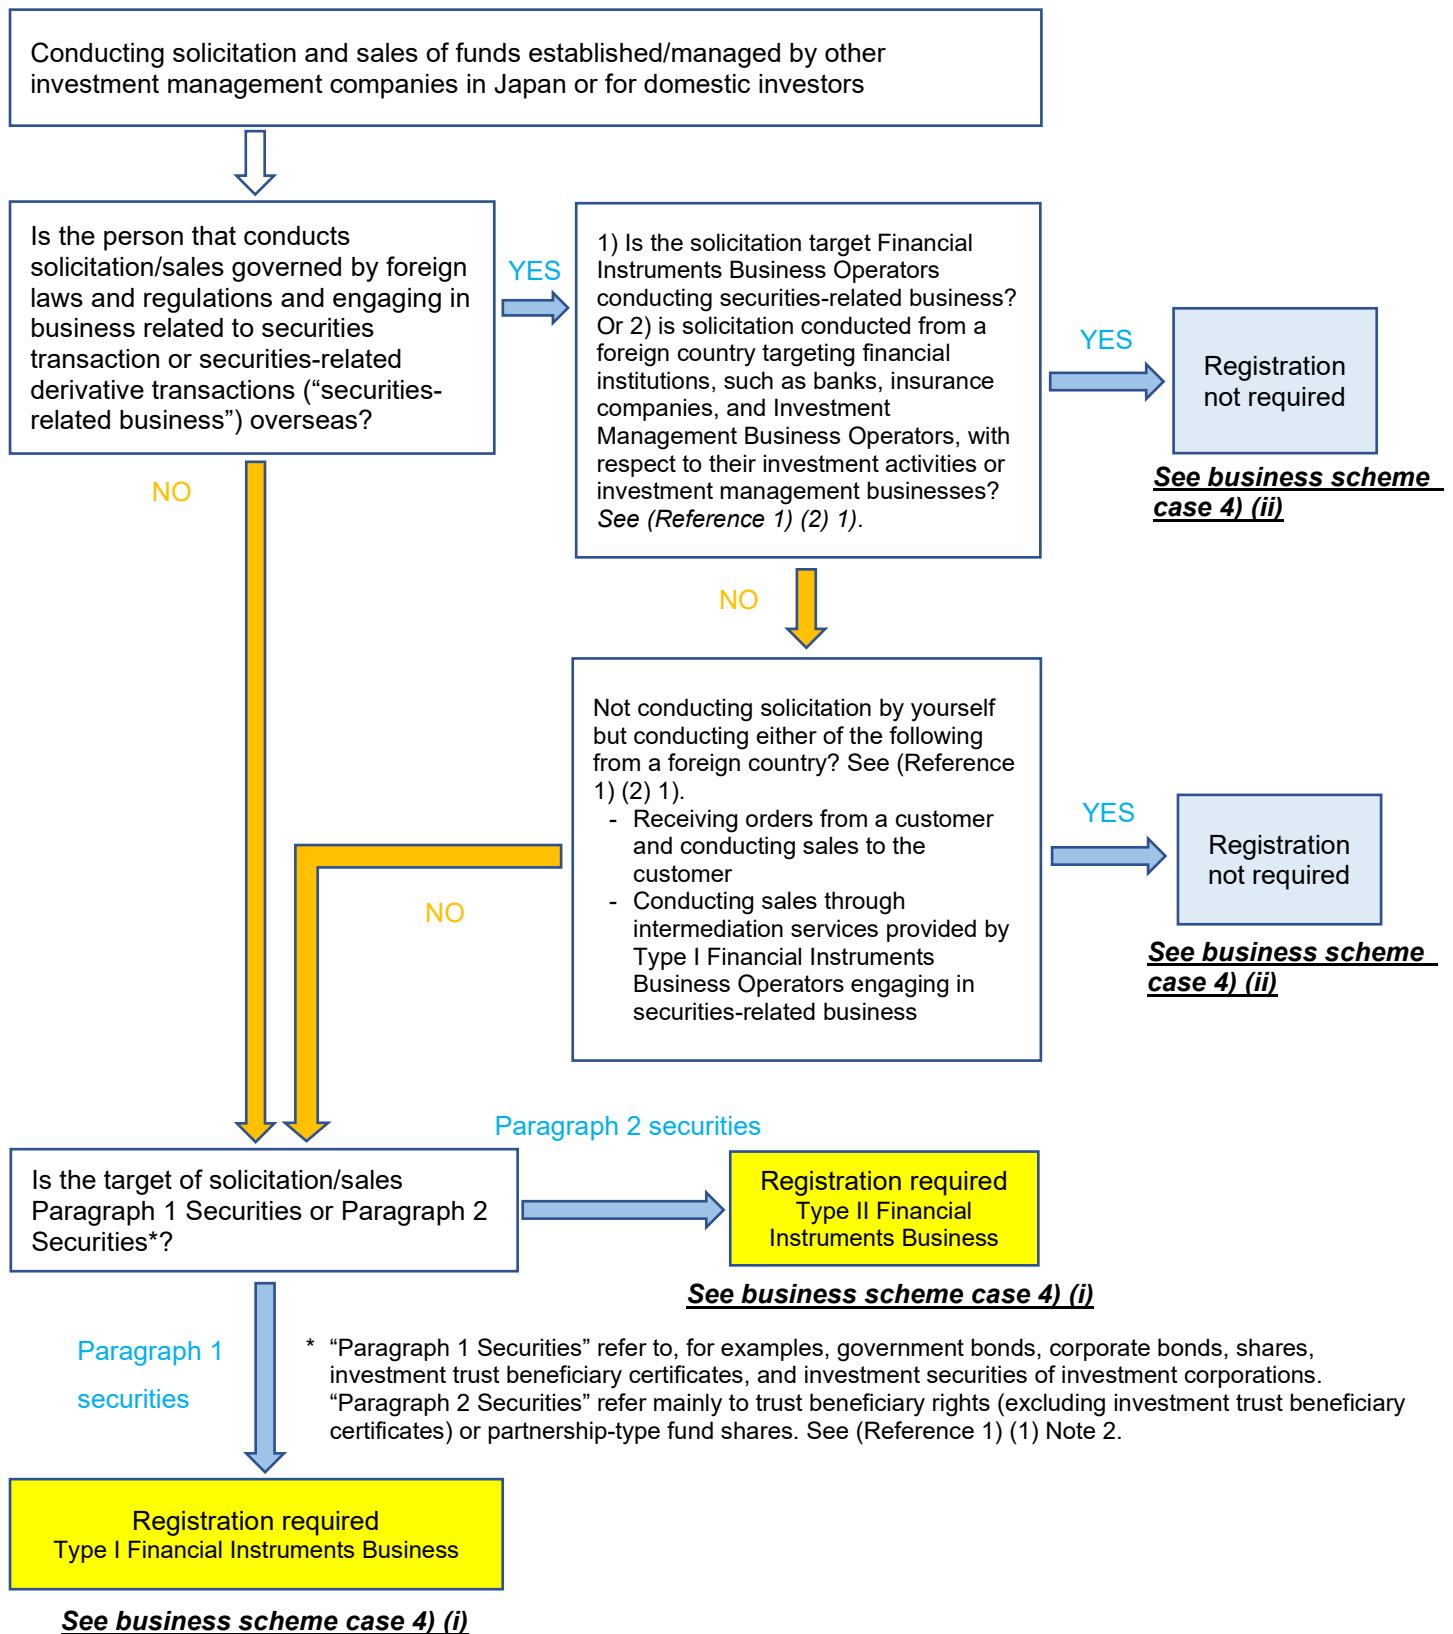 Conducting solicitation and sales of funds established/managed by other
investment management companies in Japan or for domestic investors
Is the person that conducts
solicitation/sales governed by foreign
laws and regulations and engaging in
business related to securities
transaction or securities-related
derivative transactions (“securities-
related business”) overseas?
YES
1) Is the solicitation target Financial
Instruments Business Operators
conducting securities-related business?
Or 2) is solicitation conducted from a
foreign country targeting financial
institutions, such as banks, insurance
companies, and Investment
Management Business Operators, with
respect to their investment activities or
investment management businesses?
See (Reference 1) (2) 1).
YES
Registration
not required
See business scheme
case 4) (ii)
NO
NO
Not conducting solicitation by yourself
but conducting either of the following
from a foreign country? See (Reference
1) (2) 1).
- Receiving orders from a customer
and conducting sales to the
customer
- Conducting sales through
intermediation services provided by
Type I Financial Instruments
Business Operators engaging in
securities-related business
YES
Registration
not required
See business scheme
case 4) (ii)
NO
Is the target of solicitation/sales
Paragraph 1 Securities or Paragraph 2
Securities*?
Paragraph 2 securities
Registration required
Type II Financial
Instruments Business
See business scheme case 4) (i)
Paragraph 1
securities
* “Paragraph 1 Securities” refer to, for examples, government bonds, corporate bonds, shares,
investment trust beneficiary certificates, and investment securities of investment corporations.
“Paragraph 2 Securities” refer mainly to trust beneficiary rights (excluding investment trust beneficiary
certificates) or partnership-type fund shares. See (Reference 1) (1) Note 2.
Registration required
Type I Financial Instruments Business
See business scheme case 4) (i)